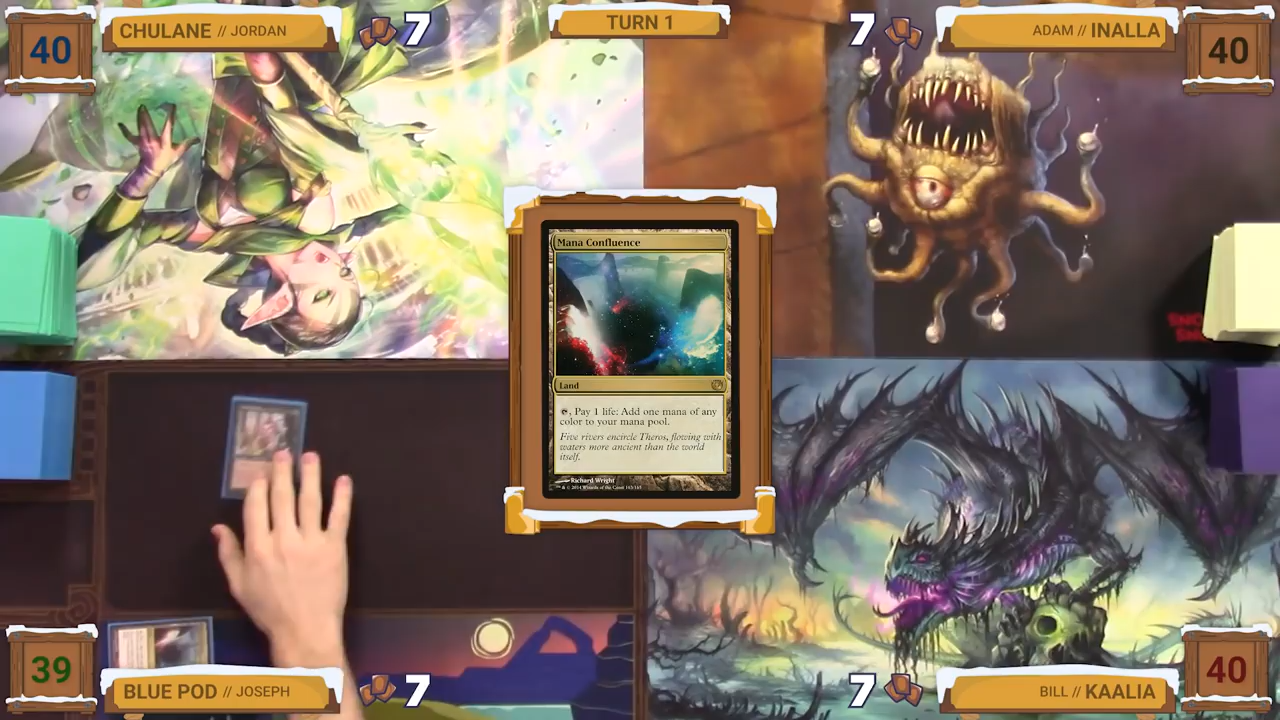 40
CHULANE // JORDAN
7
TURN 1
7
ADAM // INALLA
40
Mana Confluence
Land
, Pay 1 life: Add one mana of any
color to your mana pool.
Five rivers encircle Theros, flowing with
waters more ancient than the world
itself.
Richard Wright
39
BLUE POD // JOSEPH
7
7
BILL // KAALIA
40